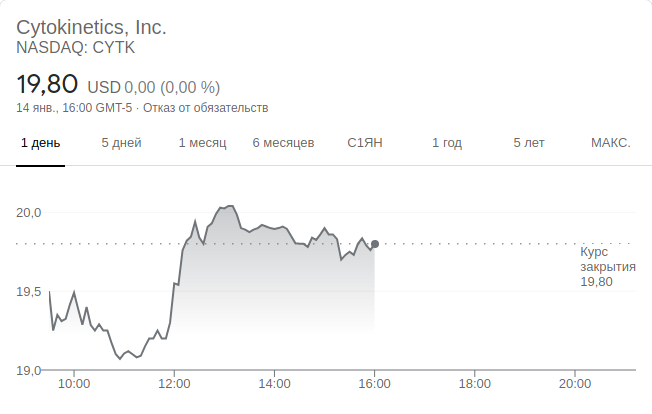 Cytokinetics, Inc.
NASDAQ: CYTK
19,80 USD 0,00 (0,00 %)
14 янв., 16:00 GMT-5 · Отказ от обязательств
1 день 5 дней 1 месяц 6 месяцев С1ЯН 1 год 5 лет МАКС.
20,0
Курс
закрытия
19,80
19,5
19,0
10:00 12:00 14:00 16:00 18:00 20:00